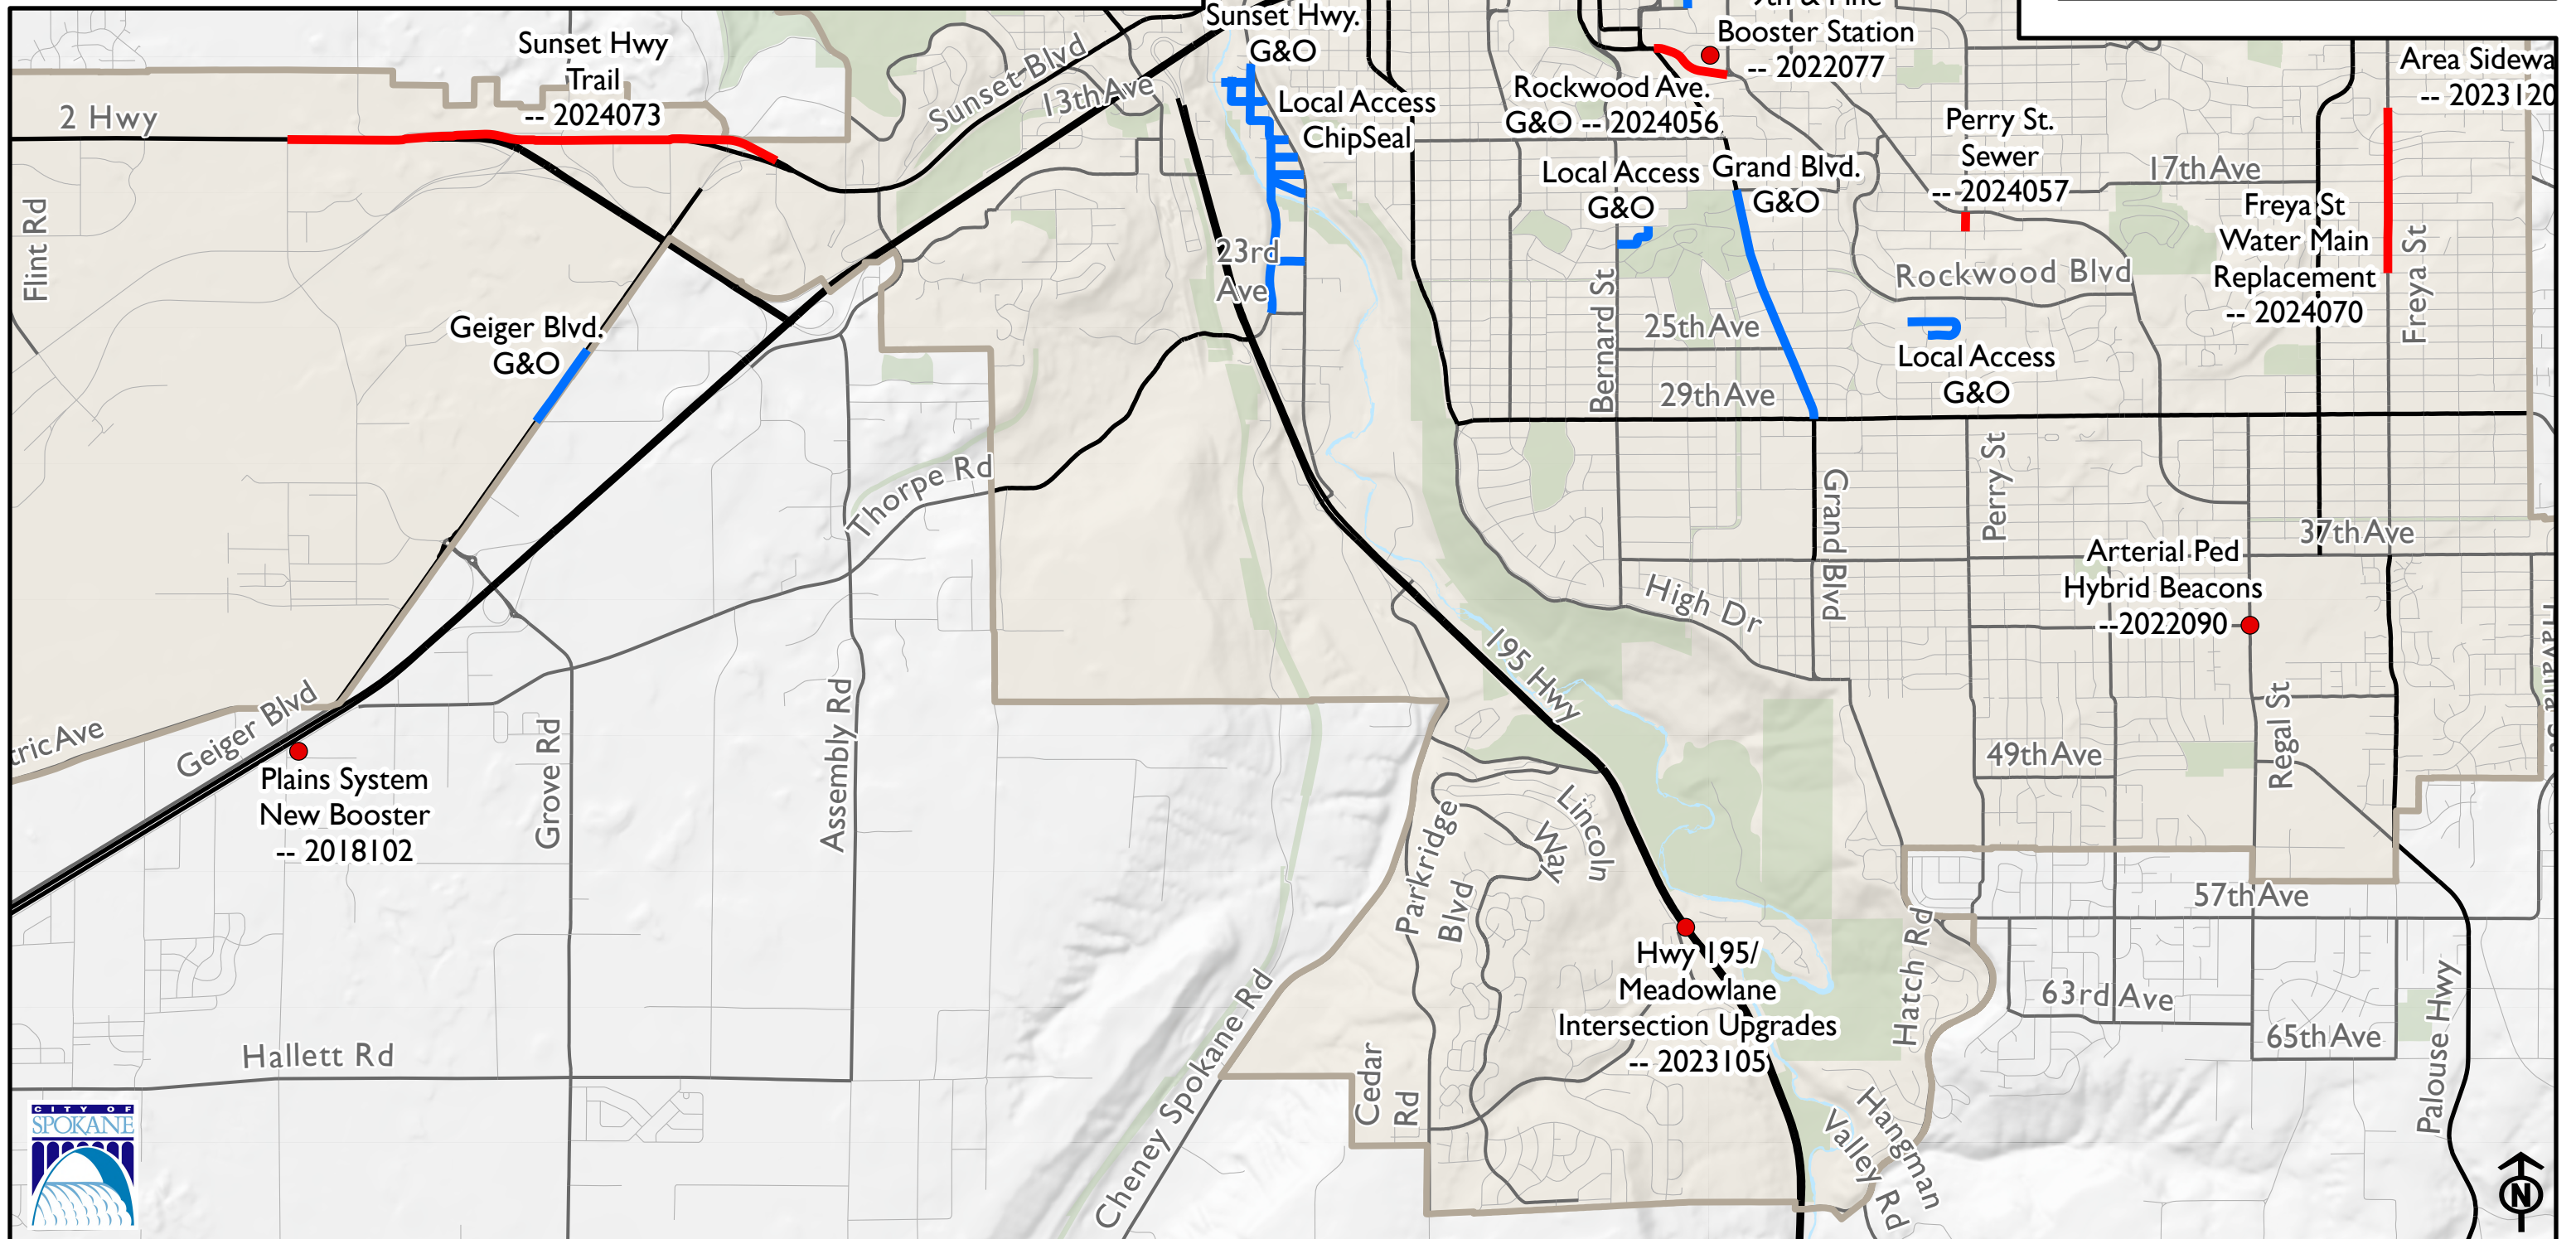 Sunset Hwy
Trail
-- 2024073
2 Hwy
Flint Rd
Sunset Blvd
13th Ave
Sunset Hwy.
G&O
Local Access
ChipSeal
23rd
Ave
Booster Station
-- 2022077
Rockwood Ave.
G&O -- 2024056
Local Access
G&O
Grand Blvd.
G&O
Perry St.
Sewer
-- 2024057
17th Ave
Area
-- 2023120
Freya St
Water Main
Replacement
-- 2024070
Freya St
Rockwood Blvd
Bernard St
25th Ave
29th Ave
Local Access
G&O
Geiger Blvd.
G&O
Thorpe Rd
Grand Blvd
Perry St
37th Ave
Arterial Ped
Hybrid Beacons
--2022090
High Dr
195 Hwy
Regal St
49th Ave
Geiger Blvd
Plains System
New Booster
-- 2018102
Grove Rd
Assembly Rd
Parkridge
Blvd
Lincoln
Way
57th Ave
Hwy 195/
Meadowlane
Intersection Upgrades
-- 2023105
Hatch Rd
63rd Ave
65th Ave
Palouse Hwy
Hallett Rd
Cheney Spokane Rd
Cedar
Rd
Hangman
Valley Rd
CITY OF
SPOKANE
N